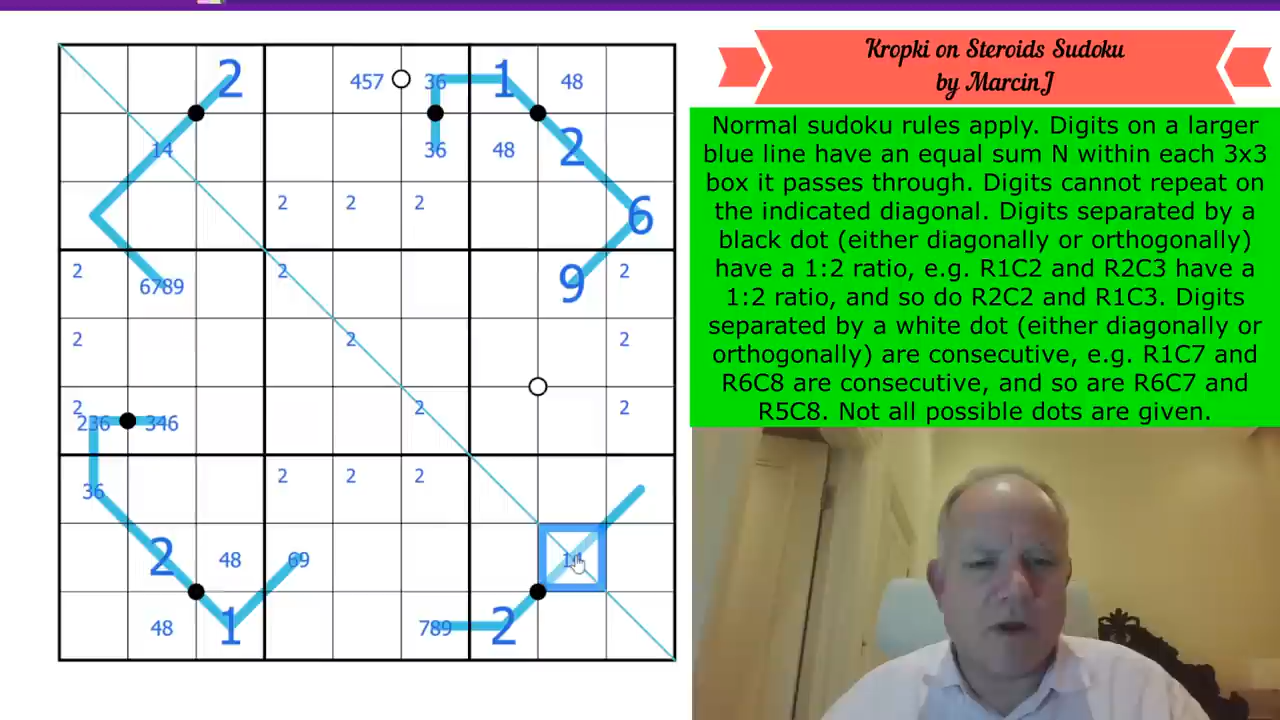 Kropki on Steroids Sudoku
by MarcinJ
Normal sudoku rules apply. Digits on a larger
blue line have an equal sum N within each 3x3
box it passes through. Digits cannot repeat on
the indicated diagonal. Digits separated by a
black dot (either diagonally or orthogonally)
have a 1:2 ratio, e.g. R1C2 and R2C3 have a
1:2 ratio, and so do R2C2 and R1C3. Digits
separated by a white dot (either diagonally or
orthogonally) are consecutive, e.g. R1C7 and
R6C8 are consecutive, and so are R6C7 and
R5C8. Not all possible dots are given.
2 457 36 1 48
14 36 48 2
2 2 2 6
2 6789 2 9 2
2 2 2
2 2 2
236 346
2 2 2
36
2 48 69 14
48 1 789 2